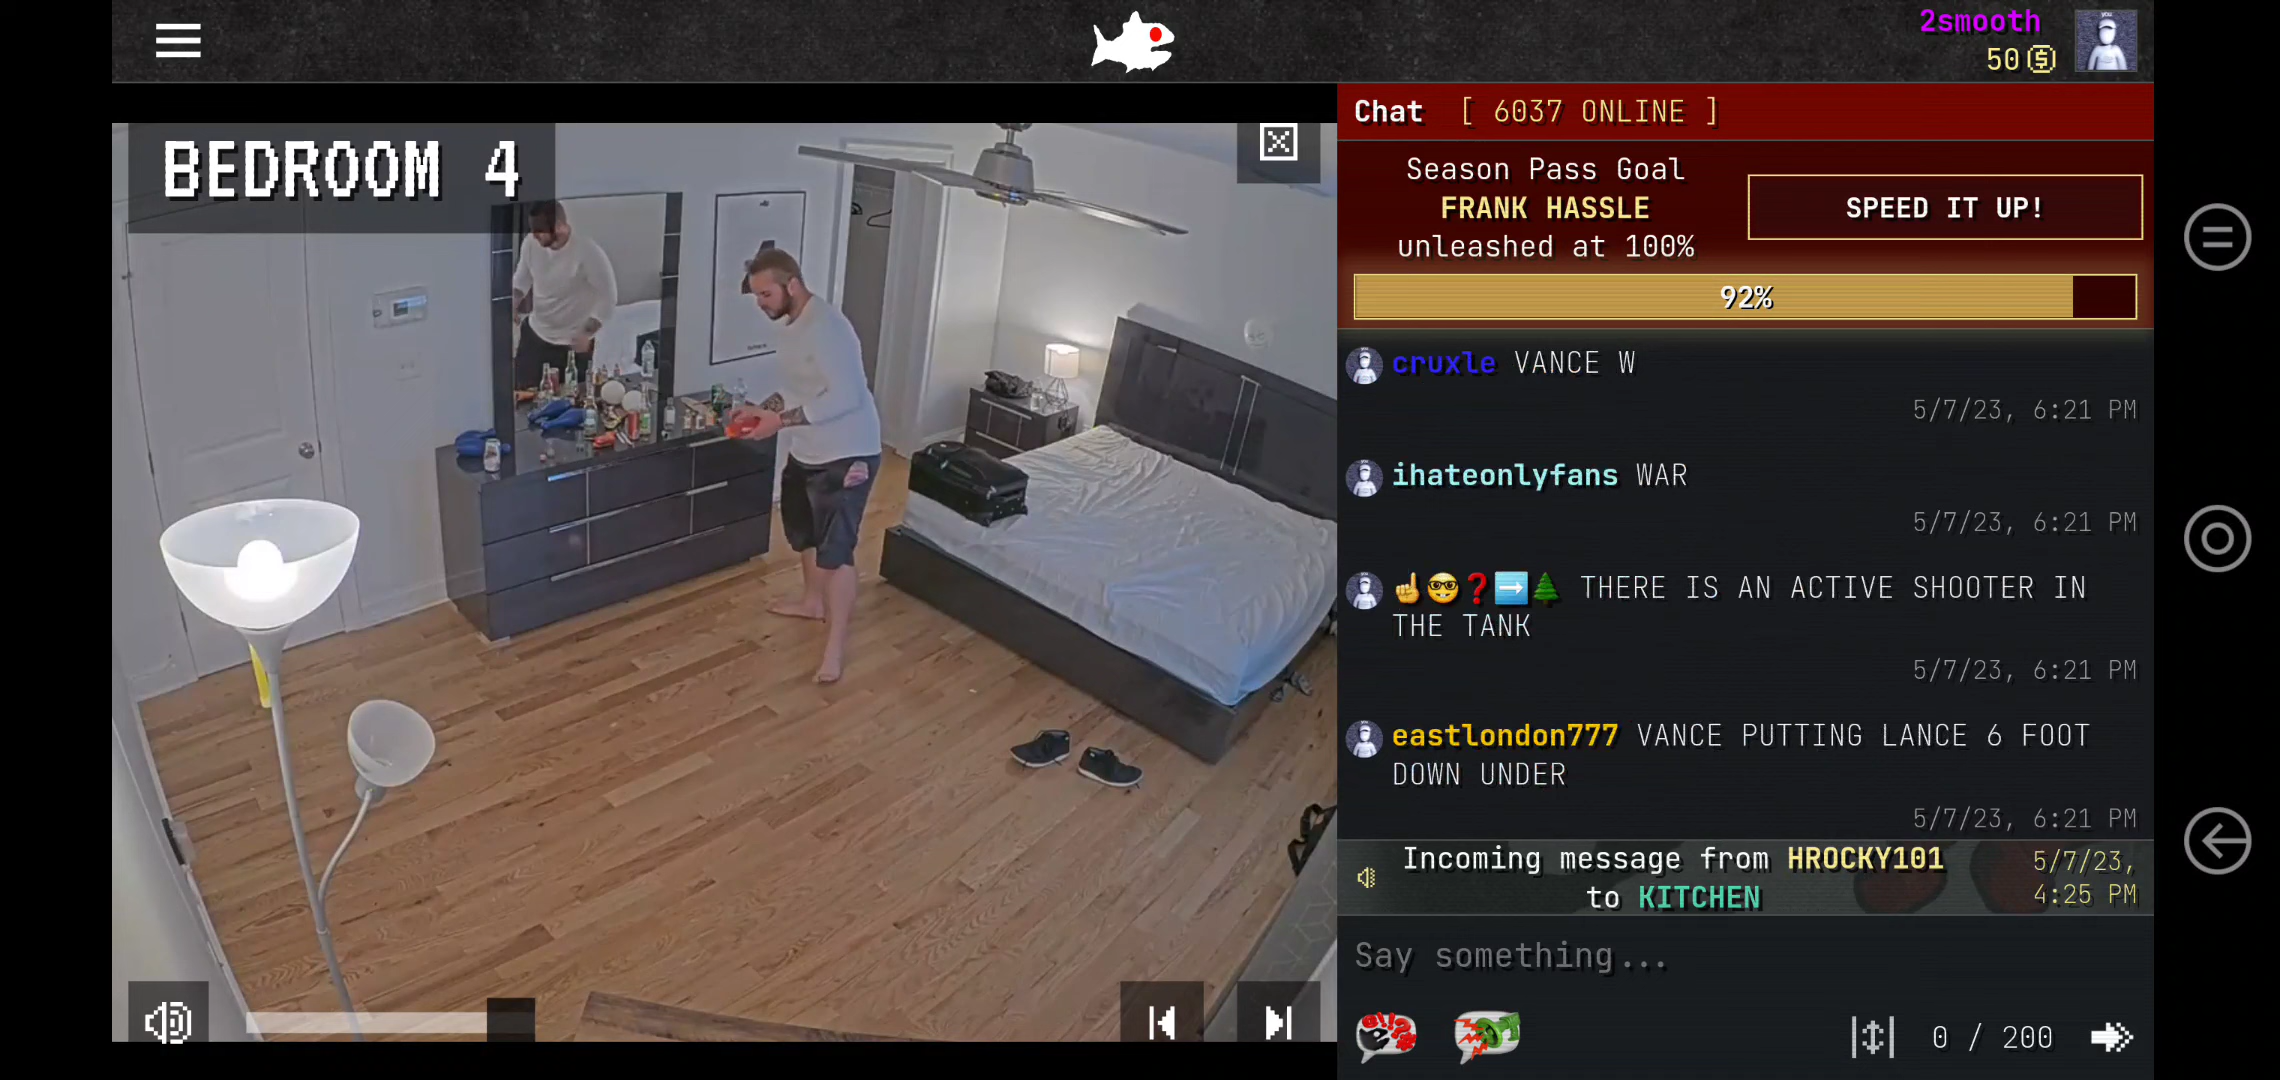 2smooth
50
BEDROOM 4
Chat [ 6037 ONLINE ]
Season Pass Goal
FRANK HASSLE
unleashed at 100%
SPEED IT UP!
92%
cruxle VANCE W
5/7/23, 6:21 PM
ihateonlyfans WAR
5/7/23, 6:21 PM
☝️🤓❓➡️🌲 THERE IS AN ACTIVE SHOOTER IN
THE TANK
5/7/23, 6:21 PM
eastlondon777 VANCE PUTTING LANCE 6 FOOT
DOWN UNDER
5/7/23, 6:21 PM
Incoming message from HROCKY101
to KITCHEN
5/7/23,
4:25 PM
Say something...
0 / 200